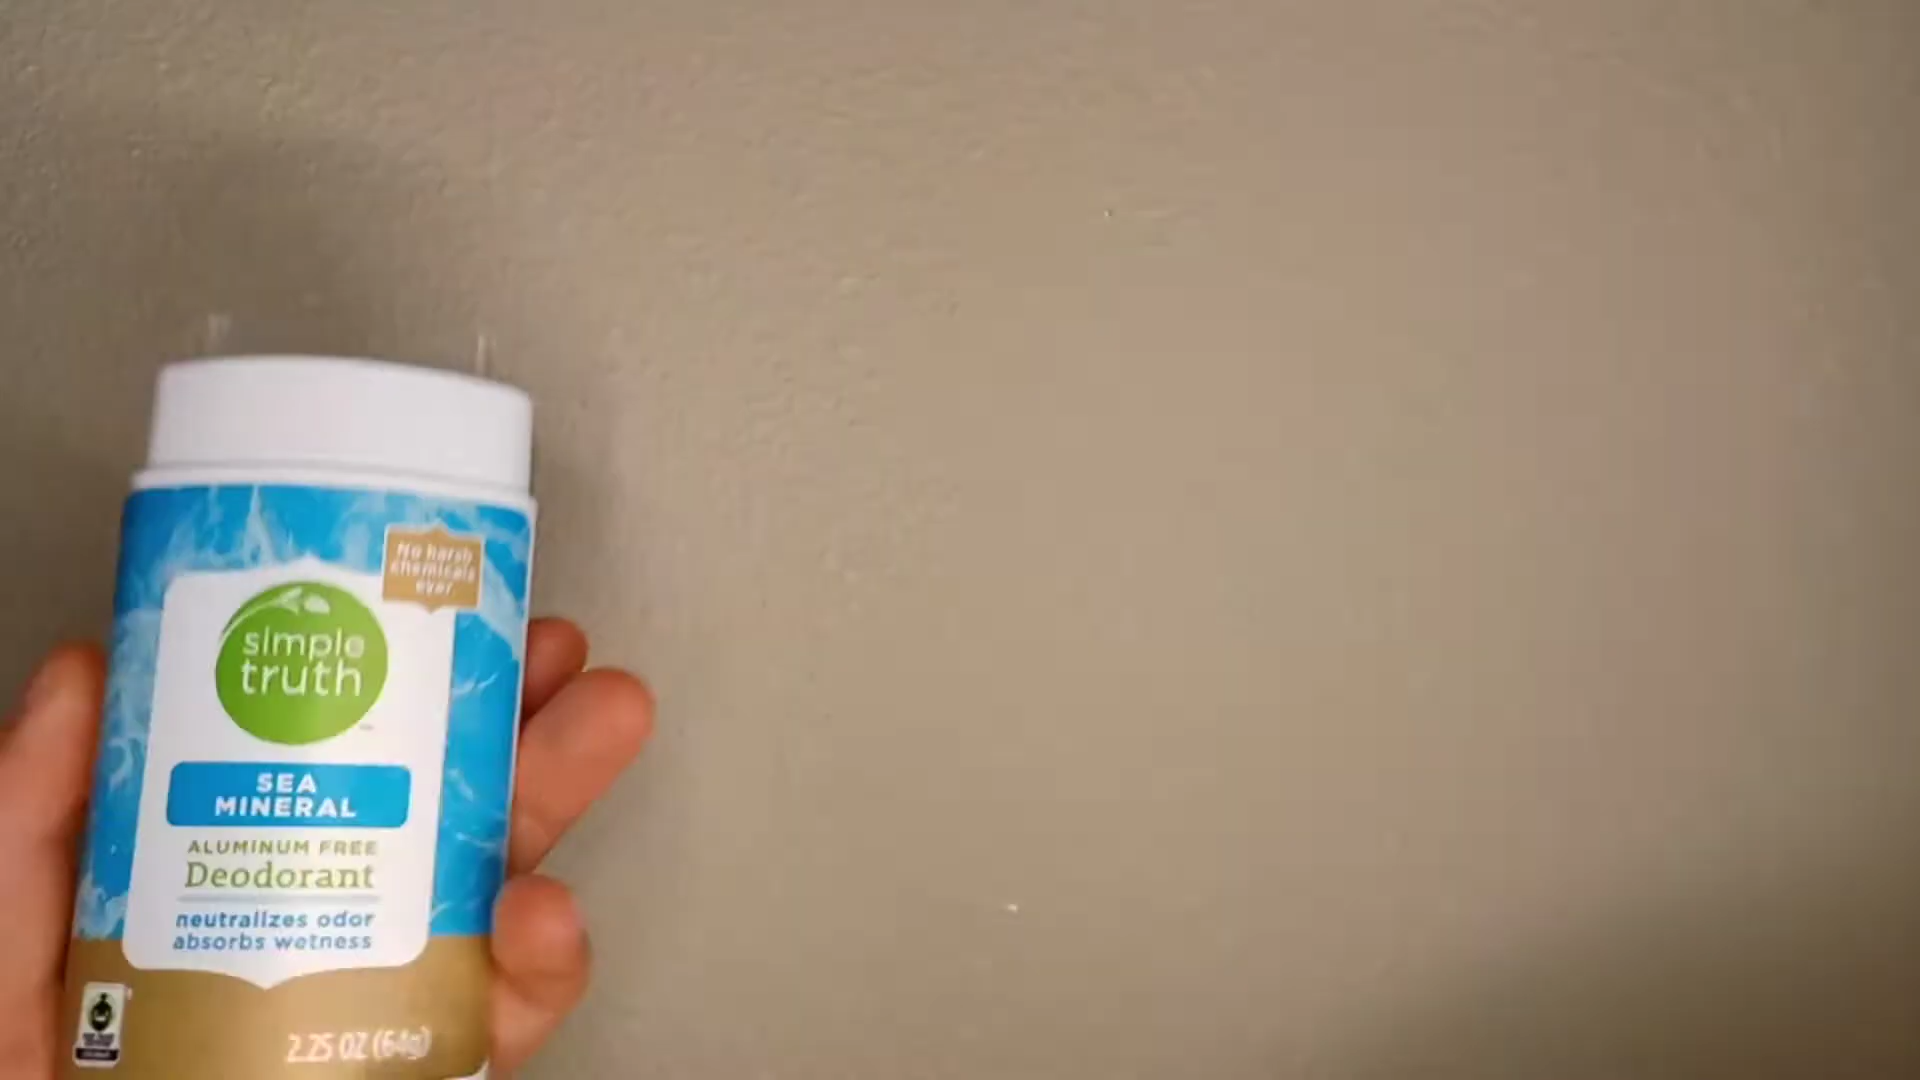 No harsh
chemicals
ever
simple
truth
SEA
MINERAL
ALUMINUM FREE
Deodorant
neutralizes odor
absorbs wetness
2.25 OZ (64g)